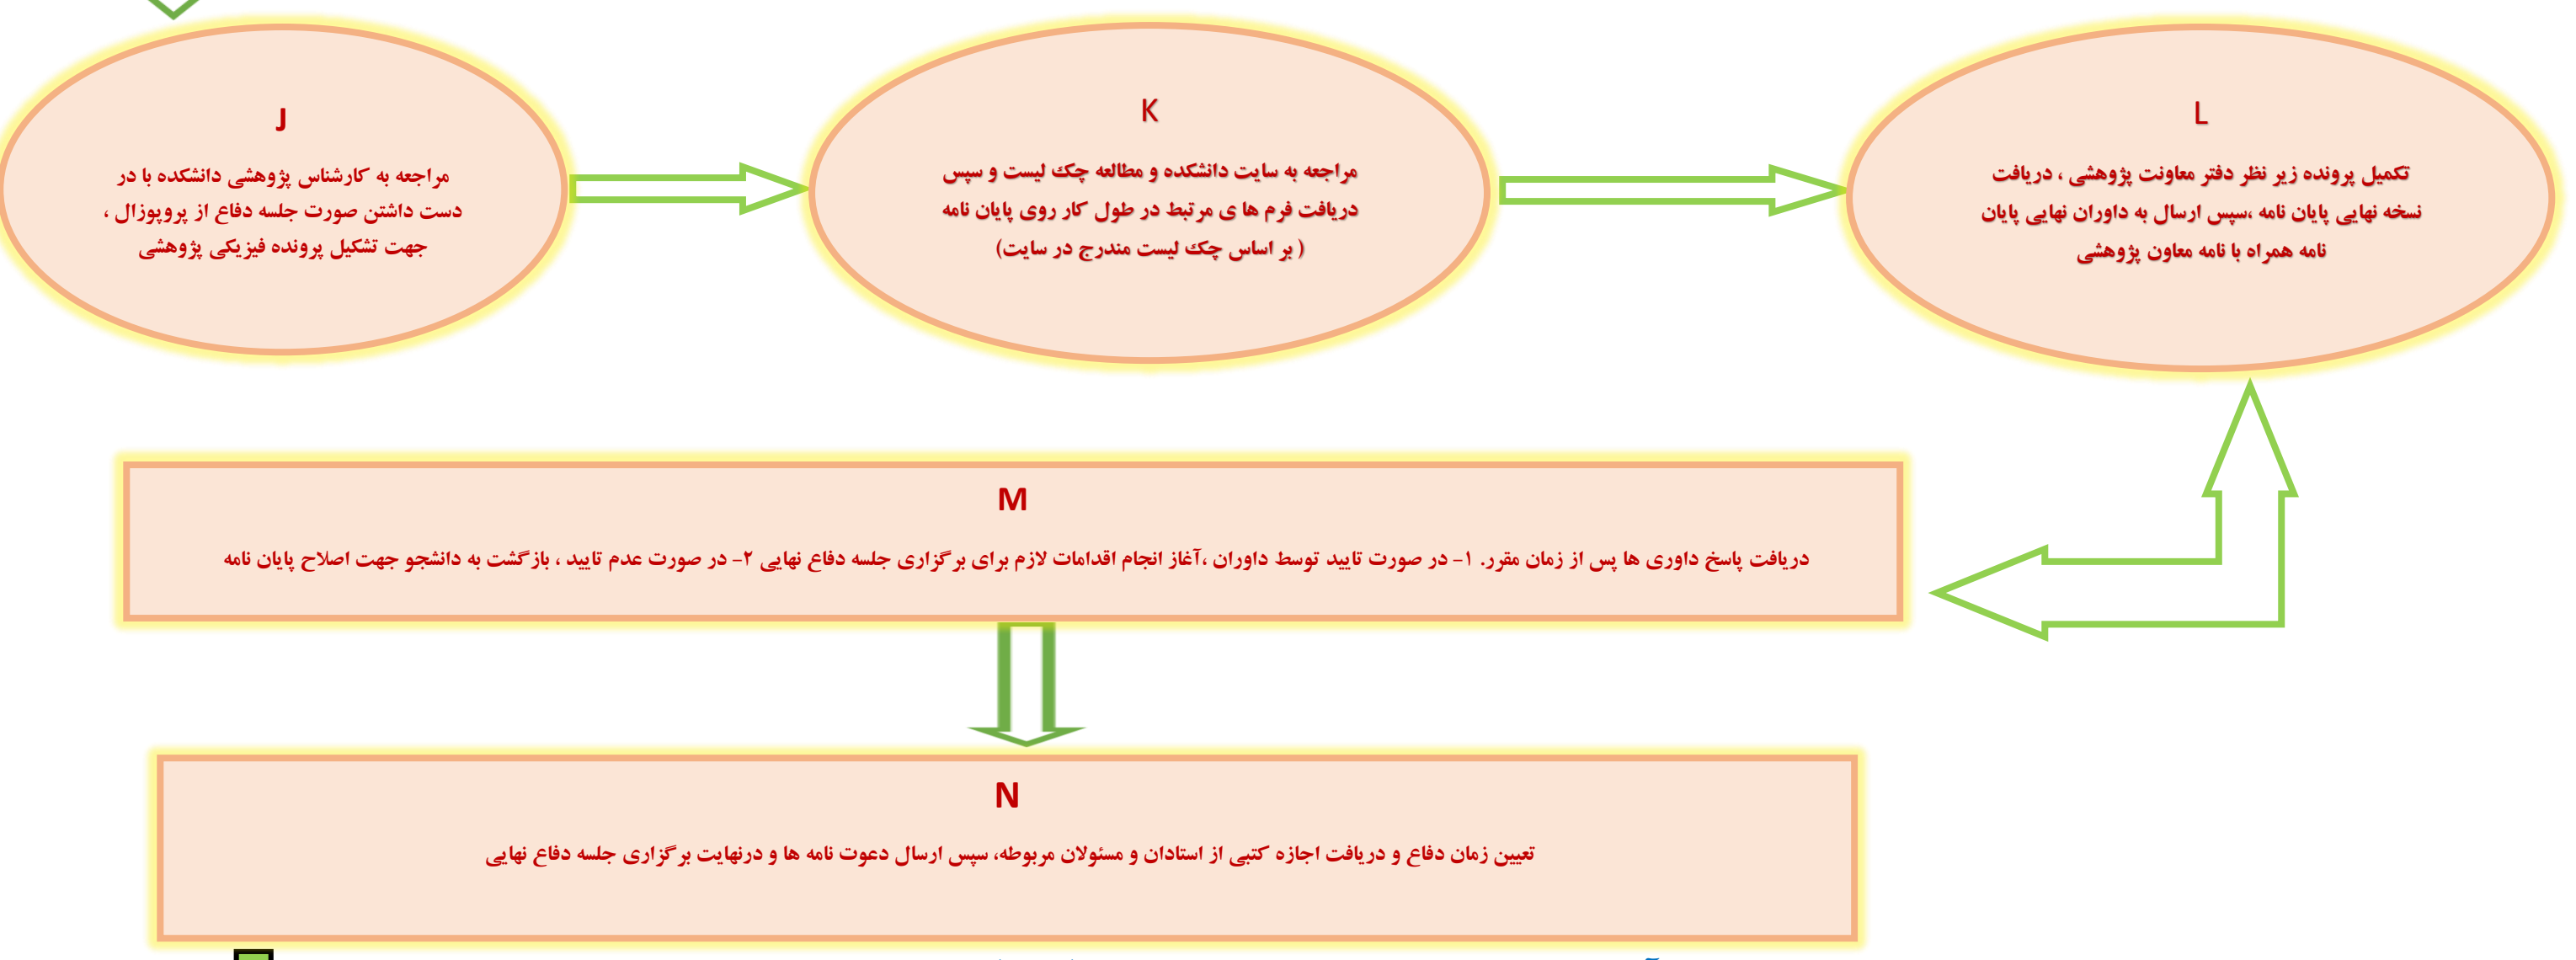 J
مراجعه به کارشناس پژوهشی دانشکده با در
دست داشتن صورت جلسه دفاع از پروپوزال ،
جهت تشکیل پرونده فیزیکی پژوهشی
K
مراجعه به سایت دانشکده و مطالعه چک لیست و سپس
دریافت فرم ها ی مرتبط در طول کار روی پایان نامه
( بر اساس چک لیست مندرج در سایت)
L
تکمیل پرونده زیر نظر دفتر معاونت پژوهشی ، دریافت
نسخه نهایی پایان نامه ،سپس ارسال به داوران نهایی پایان
نامه همراه با نامه معاون پژوهشی
M
دریافت پاسخ داوری ها پس از زمان مقرر. ۱- در صورت تایید توسط داوران ،آغاز انجام اقدامات لازم برای برگزاری جلسه دفاع نهایی ۲- در صورت عدم تایید ، بازگشت به دانشجو جهت اصلاح پایان نامه
N
تعیین زمان دفاع و دریافت اجازه کتبی از استادان و مسئولان مربوطه، سپس ارسال دعوت نامه ها و درنهایت برگزاری جلسه دفاع نهایی